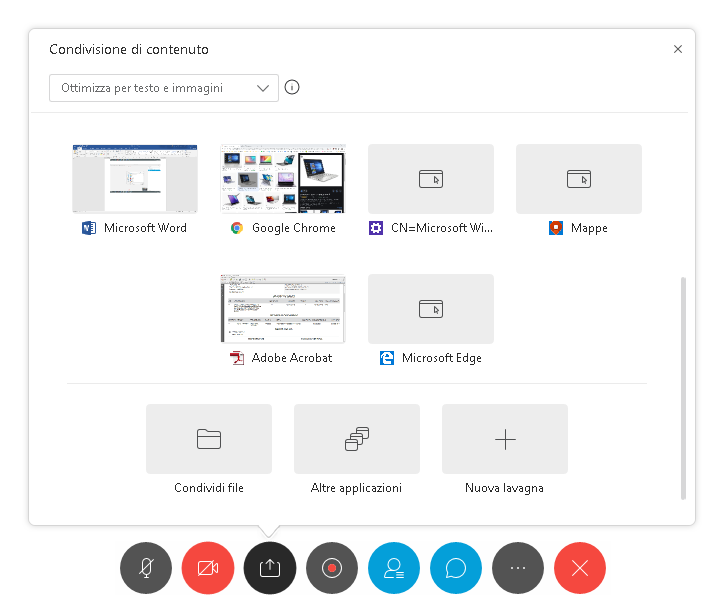 Condivisione di contenuto
Ottimizza per testo e immagini
Microsoft Word
Google Chrome
CN=Microsoft Wi...
Mappe
Adobe Acrobat
Microsoft Edge
Condividi file
Altre applicazioni
Nuova lavagna